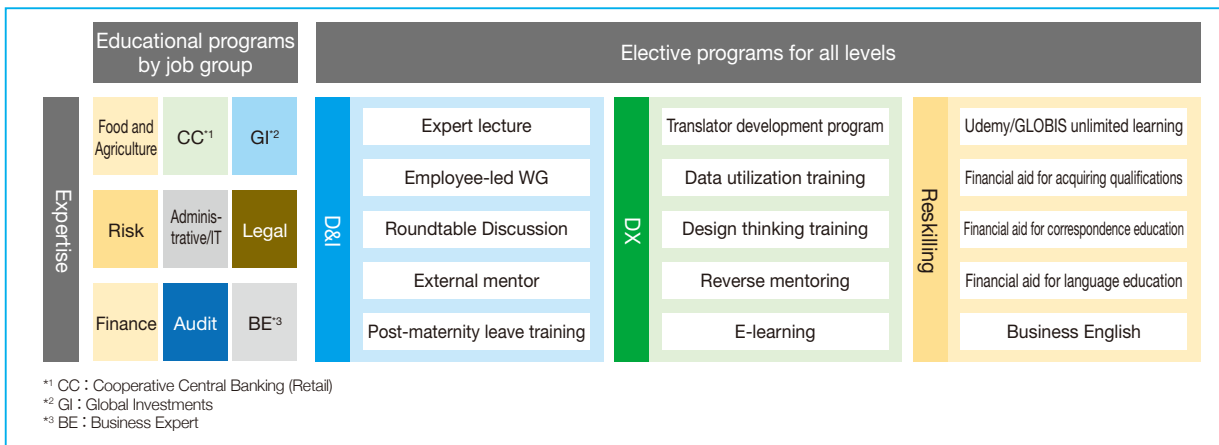 Educational programs
by job group
Elective programs for all levels
Expertise
Food and
Agriculture
CC*1
GI*2
Risk
Adminis-
trative/IT
Legal
Finance
Audit
BE*3
D&I
Expert lecture
Employee-led WG
Roundtable Discussion
External mentor
Post-maternity leave training
DX
Translator development program
Data utilization training
Design thinking training
Reverse mentoring
E-learning
Reskilling
Udemy/GLOBIS unlimited learning
Financial aid for acquiring qualifications
Financial aid for correspondence education
Financial aid for language education
Business English
*1 CC：Cooperative Central Banking (Retail)
*2 GI：Global Investments
*3 BE：Business Expert